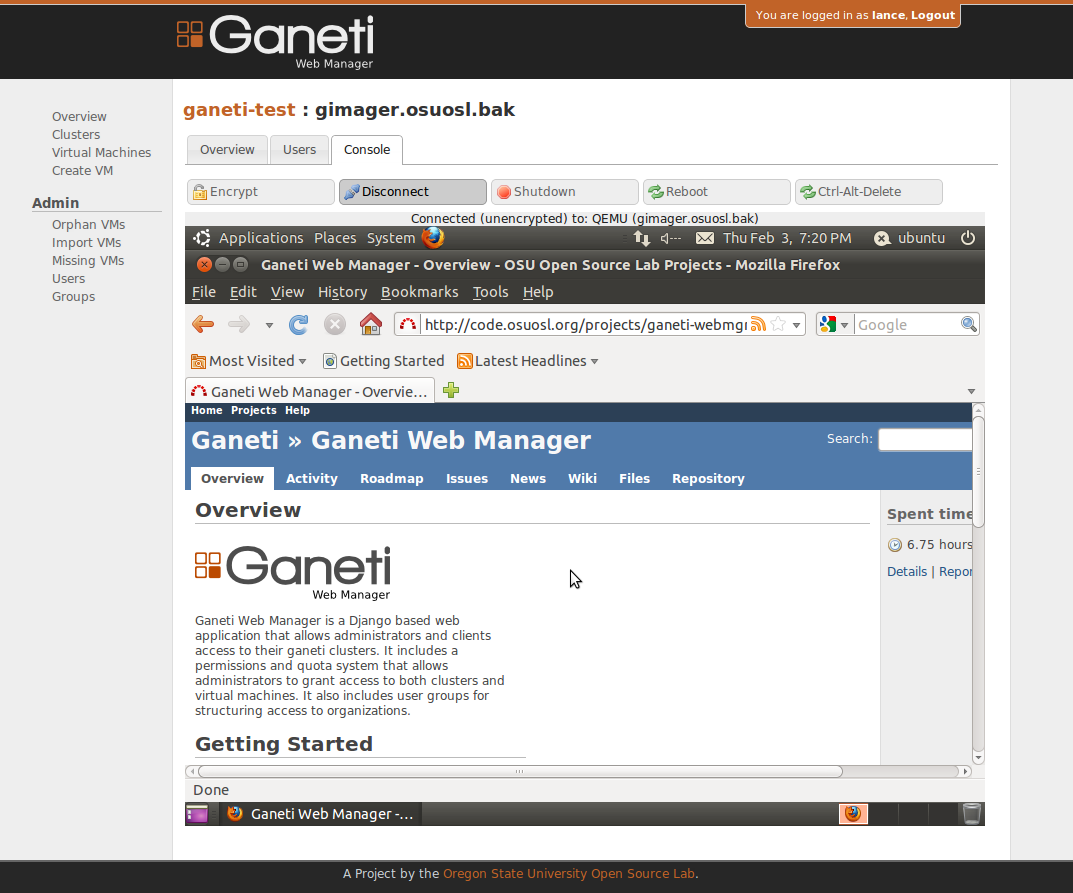 You are logged in as lance, Logout
Ganeti
Web Manager
Overview
Clusters
Virtual Machines
Create VM
Admin
Orphan VMs
Import VMs
Missing VMs
Users
Groups
ganeti-test : gimager.osuosl.bak
Overview Users Console
Encrypt Disconnect Shutdown Reboot Ctrl-Alt-Delete
Connected (unencrypted) to: QEMU (gimager.osuosl.bak)
Applications Places System Thu Feb 3, 7:20 PM ubuntu
Ganeti Web Manager - Overview - OSU Open Source Lab Projects - Mozilla Firefox
File Edit View History Bookmarks Tools Help
http://code.osuosl.org/projects/ganeti-webmgr Google
Most Visited Getting Started Latest Headlines
Ganeti Web Manager - Overvie...
Home Projects Help
Ganeti » Ganeti Web Manager Search:
Overview Activity Roadmap Issues News Wiki Files Repository
Overview
Ganeti
Web Manager
Ganeti Web Manager is a Django based web
application that allows administrators and clients
access to their ganeti clusters. It includes a
permissions and quota system that allows
administrators to grant access to both clusters and
virtual machines. It also includes user groups for
structuring access to organizations.
Getting Started
Spent time
6.75 hours
Details | Repor
Done
Ganeti Web Manager -...
A Project by the Oregon State University Open Source Lab.